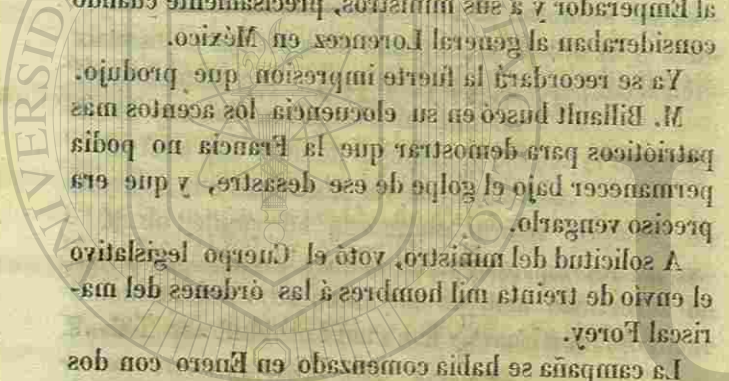 al Emperador y a sus ministros, precisamente cuando
consideraban al general Lorencez en México.
Ya se recordará la fuerte impresión que produjo.
M. Billault buscó en su elocuencia los acentos mas
patrióticos para demostrar que la Francia no podia
permanecer bajo el golpe de ese desastre, y que era
preciso vengarlo.
A solicitud del ministro, votó el Cuerpo legislativo
el envio de treinta mil hombres á las órdenes del ma-
riscal Forey.
La campaña se habia comenzado en Enero con dos